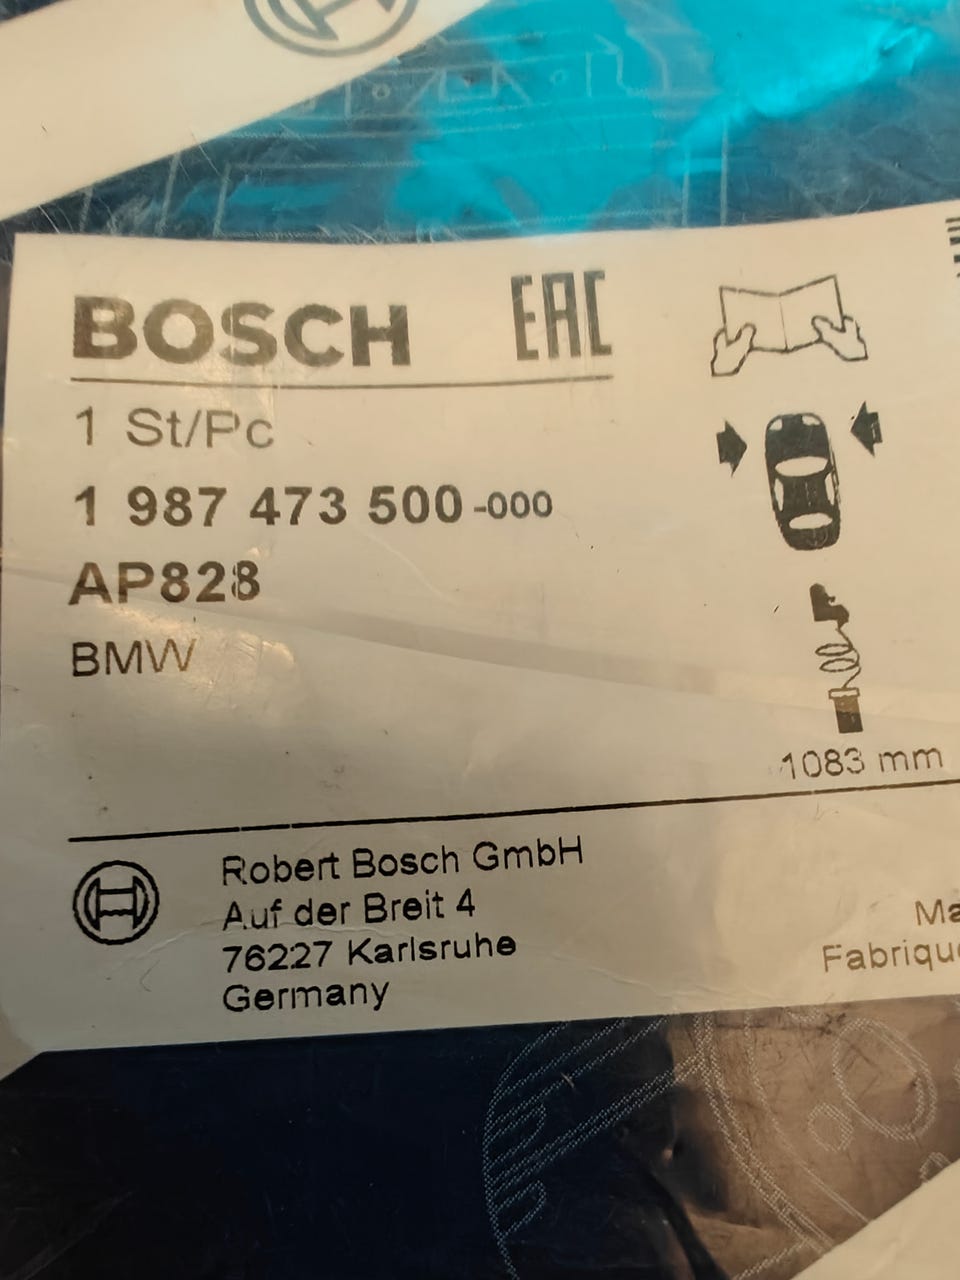 BOSCH EAC
1 St/Pc
1 987 473 500-000
AP828
BMW
1083 mm
Robert Bosch GmbH
Auf der Breit 4
76227 Karlsruhe
Germany